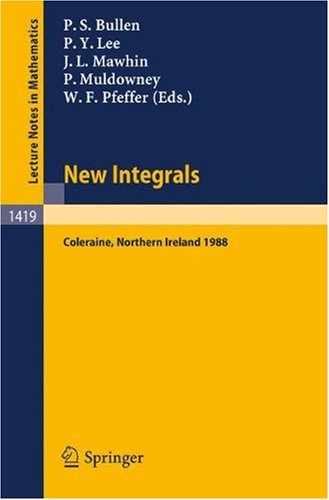 Lecture Notes in Mathematics
P. S. Bullen
P. Y. Lee
J. L. Mawhin
P. Muldowney
W. F. Pfeffer (Eds.)
New Integrals
1419
Coleraine, Northern Ireland 1988
Springer